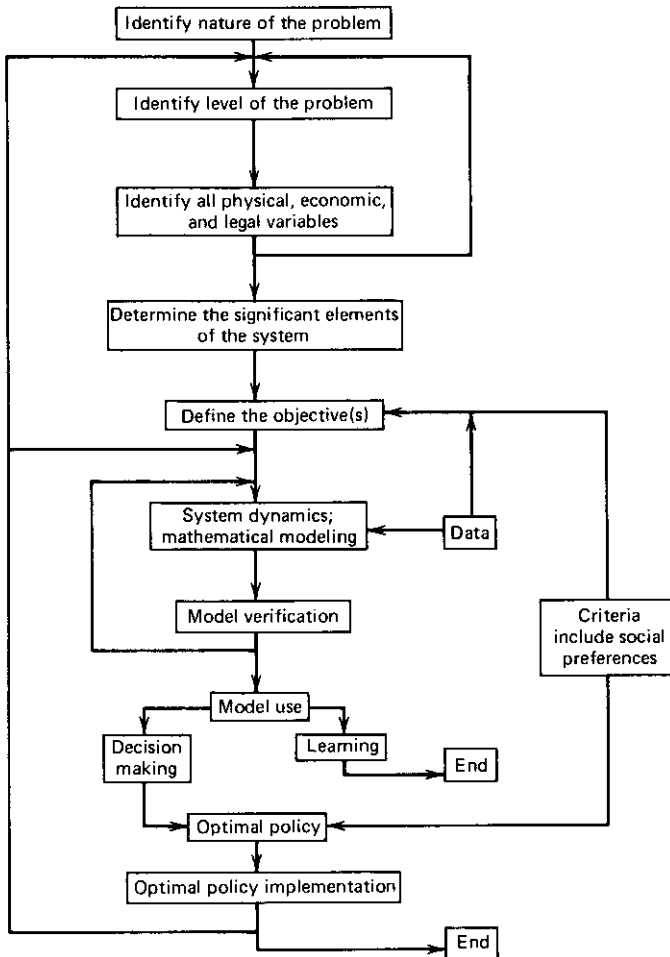 Identify nature of the problem
Identify level of the problem
Identify all physical, economic,
and legal variables
Determine the significant elements
of the system
Define the objective(s)
System dynamics;
mathematical modeling
Data
Model verification
Criteria
include social
preferences
Model use
Decision
making
Learning
End
Optimal policy
Optimal policy implementation
End